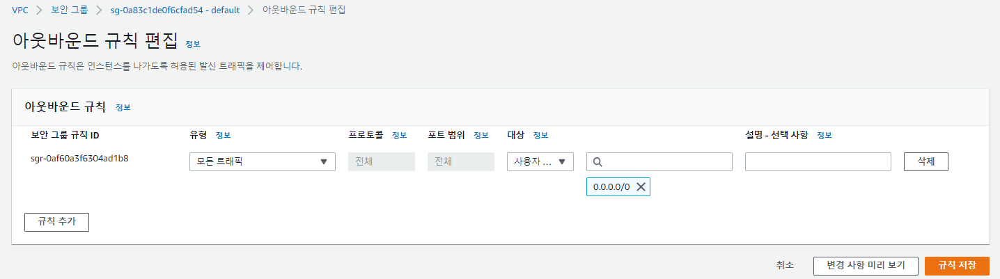 VPC > 보안 그룹 > sg-0a83c1de0f6cfad54 - default > 아웃바운드 규칙 편집
아웃바운드 규칙 편집 정보
아웃바운드 규칙은 인스턴스를 나가도록 허용된 발신 트래픽을 제어합니다.
아웃바운드 규칙 정보
보안 그룹 규칙 ID 유형 정보 프로토콜 정보 포트 범위 정보 대상 정보 설명 - 선택 사항 정보
sgr-0af60a3f6304ad1b8 모든 트래픽 전체 전체 사용자 ... 삭제
0.0.0.0/0
규칙 추가
취소 변경 사항 미리 보기 규칙 저장